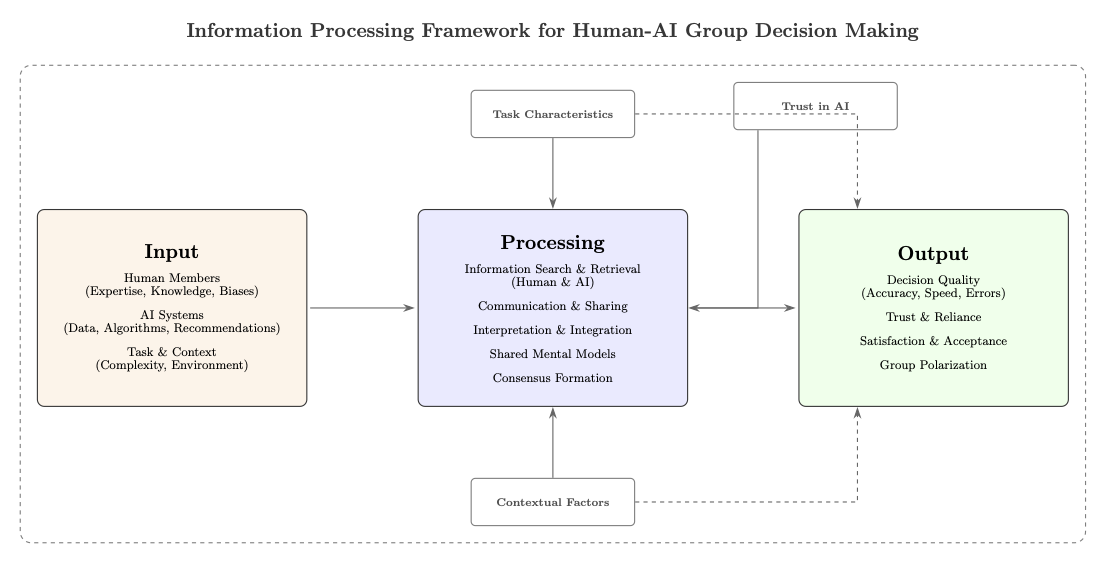 Information Processing Framework for Human-AI Group Decision Making
Task Characteristics
Trust in AI
Input
Human Members
(Expertise, Knowledge, Biases)
AI Systems
(Data, Algorithms, Recommendations)
Task & Context
(Complexity, Environment)
Processing
Information Search & Retrieval
(Human & AI)
Communication & Sharing
Interpretation & Integration
Shared Mental Models
Consensus Formation
Output
Decision Quality
(Accuracy, Speed, Errors)
Trust & Reliance
Satisfaction & Acceptance
Group Polarization
Contextual Factors